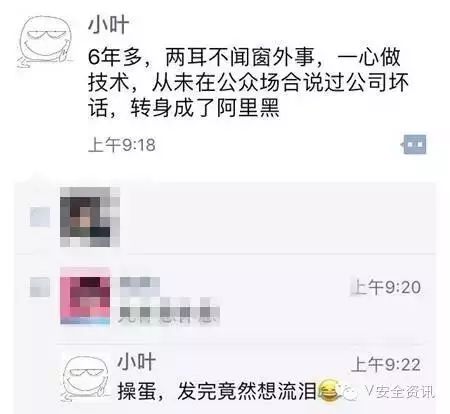 小叶
6年多，两耳不闻窗外事，一心做
技术，从未在公众场合说过公司坏
话，转身成了阿里黑
上午9:18
上午9:20
小叶
上午9:22
操蛋，发完竟然想流泪😂
V安全资讯